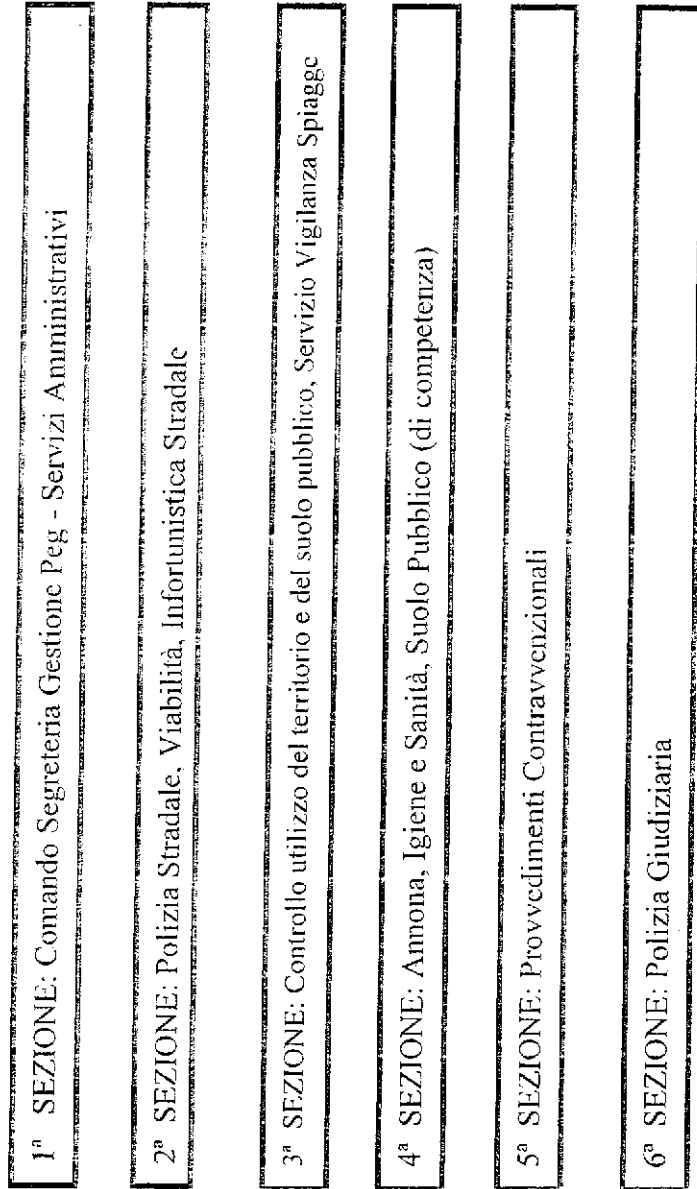 1ª SEZIONE: Comando Segreteria Gestione Peg - Servizi Amministrativi
2ª SEZIONE: Polizia Stradale, Viabilità, Infortunistica Stradale
3ª SEZIONE: Controllo utilizzo del territorio e del suolo pubblico, Servizio Vigilanza Spiagge
4ª SEZIONE: Annona, Igiene e Sanità, Suolo Pubblico (di competenza)
5ª SEZIONE: Provvedimenti Contravvenzionali
6ª SEZIONE: Polizia Giudiziaria